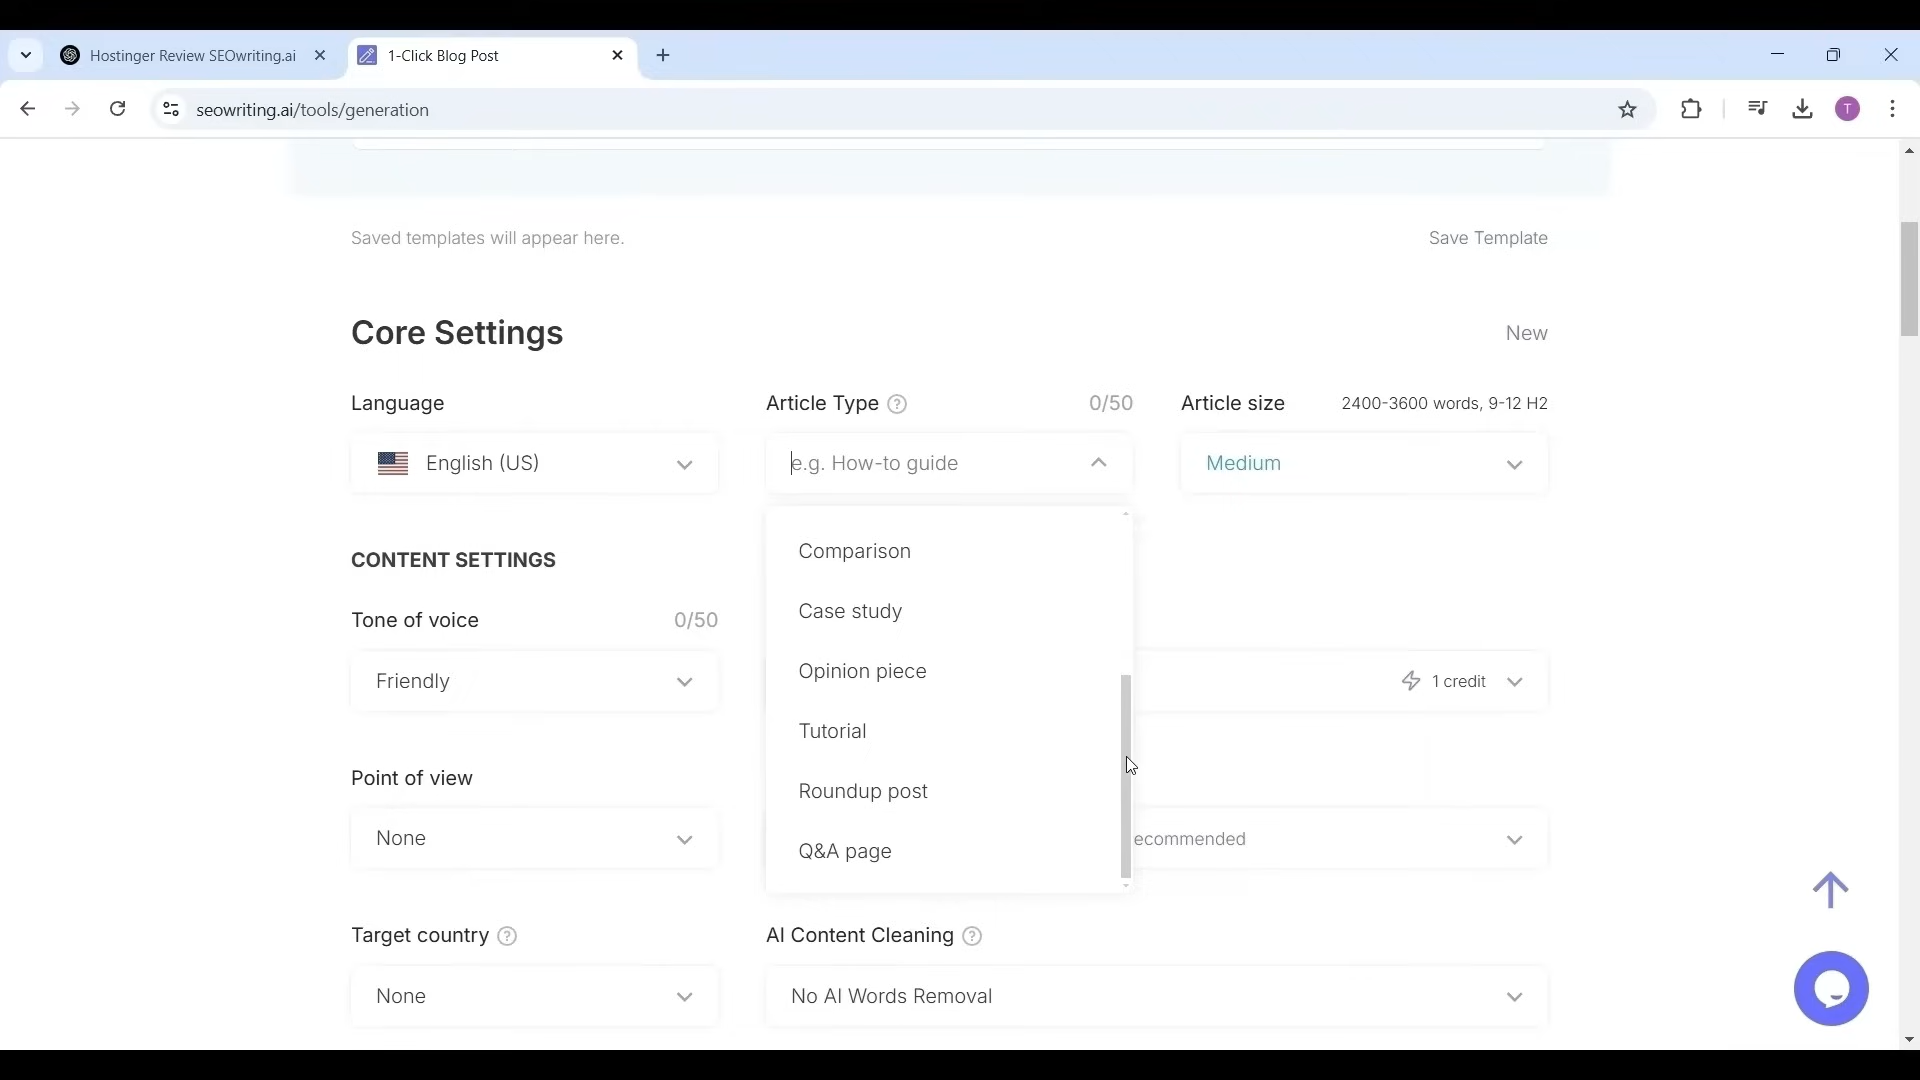 Hostinger Review SEOwriting.ai
1-Click Blog Post
seowriting.ai/tools/generation
T
Saved templates will appear here.
Save Template
Core Settings
New
Language
Article Type ?
0/50
Article size
2400-3600 words, 9-12 H2
English (US)
e.g. How-to guide
Medium
CONTENT SETTINGS
Comparison
Case study
Tone of voice
0/50
Opinion piece
Friendly
1 credit
Tutorial
Point of view
Roundup post
None
Q&A page
ecommended
Target country ?
AI Content Cleaning ?
None
No AI Words Removal